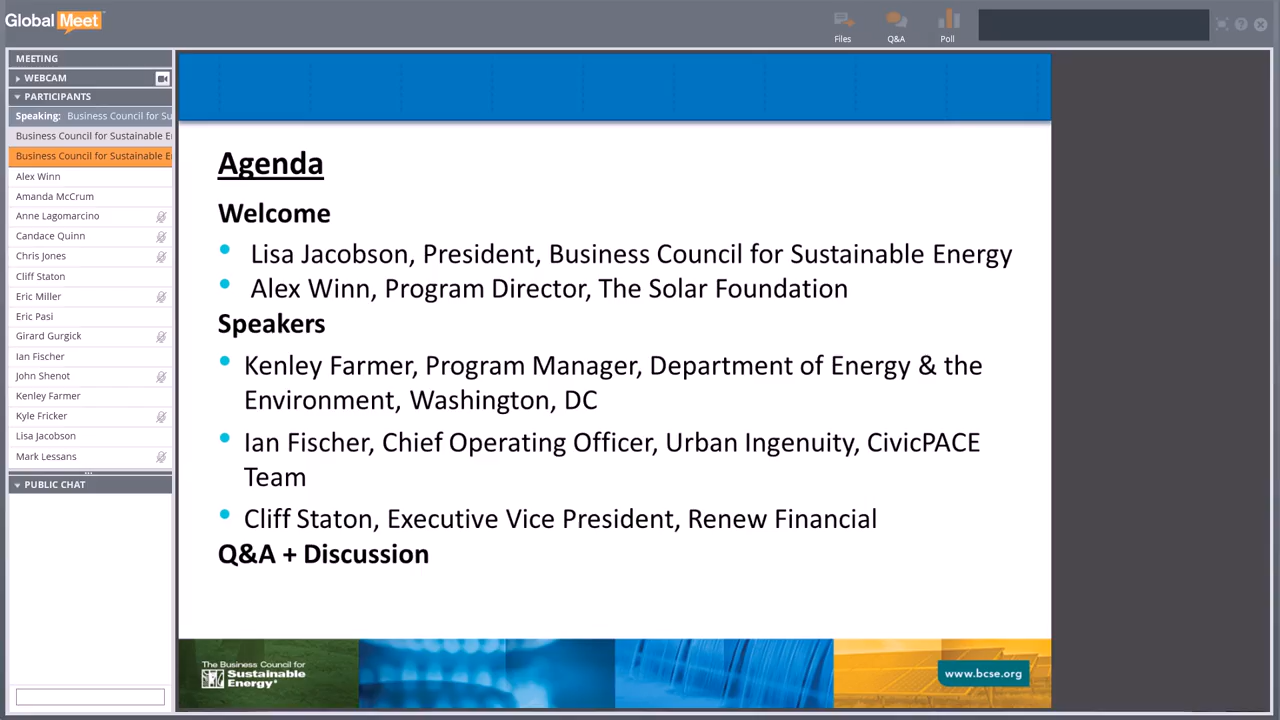 Global Meet
Files
Q&A
Poll
MEETING
WEBCAM
PARTICIPANTS
Speaking: Business Council for Su
Business Council for Sustainable E
Business Council for Sustainable E
Alex Winn
Amanda McCrum
Anne Lagomarcino
Candace Quinn
Chris Jones
Cliff Staton
Eric Miller
Eric Pasi
Girard Gurgick
Ian Fischer
John Shenot
Kenley Farmer
Kyle Fricker
Lisa Jacobson
Mark Lessans
PUBLIC CHAT
Agenda
Welcome
• Lisa Jacobson, President, Business Council for Sustainable Energy
• Alex Winn, Program Director, The Solar Foundation
Speakers
• Kenley Farmer, Program Manager, Department of Energy & the
Environment, Washington, DC
• Ian Fischer, Chief Operating Officer, Urban Ingenuity, CivicPACE
Team
• Cliff Staton, Executive Vice President, Renew Financial
Q&A + Discussion
The Business Council for
Sustainable
Energy®
www.bcse.org